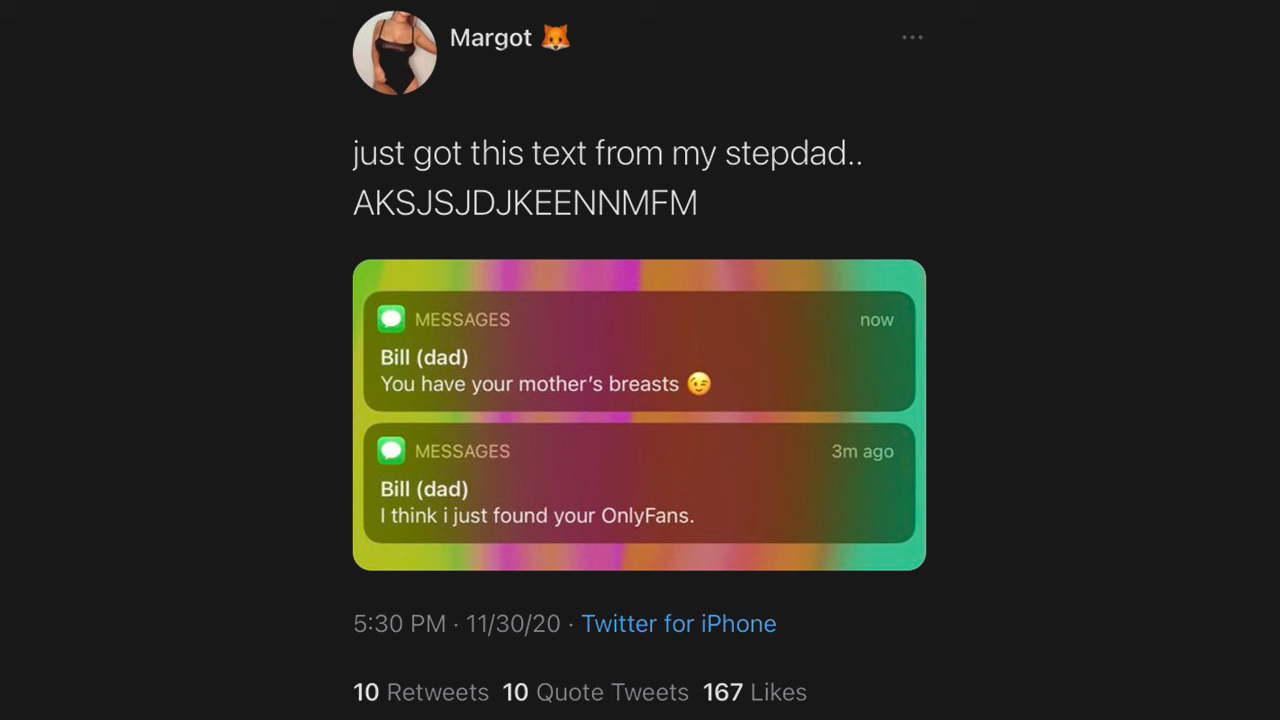 Margot 🦊
just got this text from my stepdad..
AKSJSJDJKEENNMFM
MESSAGES now
Bill (dad)
You have your mother's breasts 😉
MESSAGES 3m ago
Bill (dad)
I think i just found your OnlyFans.
5:30 PM · 11/30/20 · Twitter for iPhone
10 Retweets 10 Quote Tweets 167 Likes